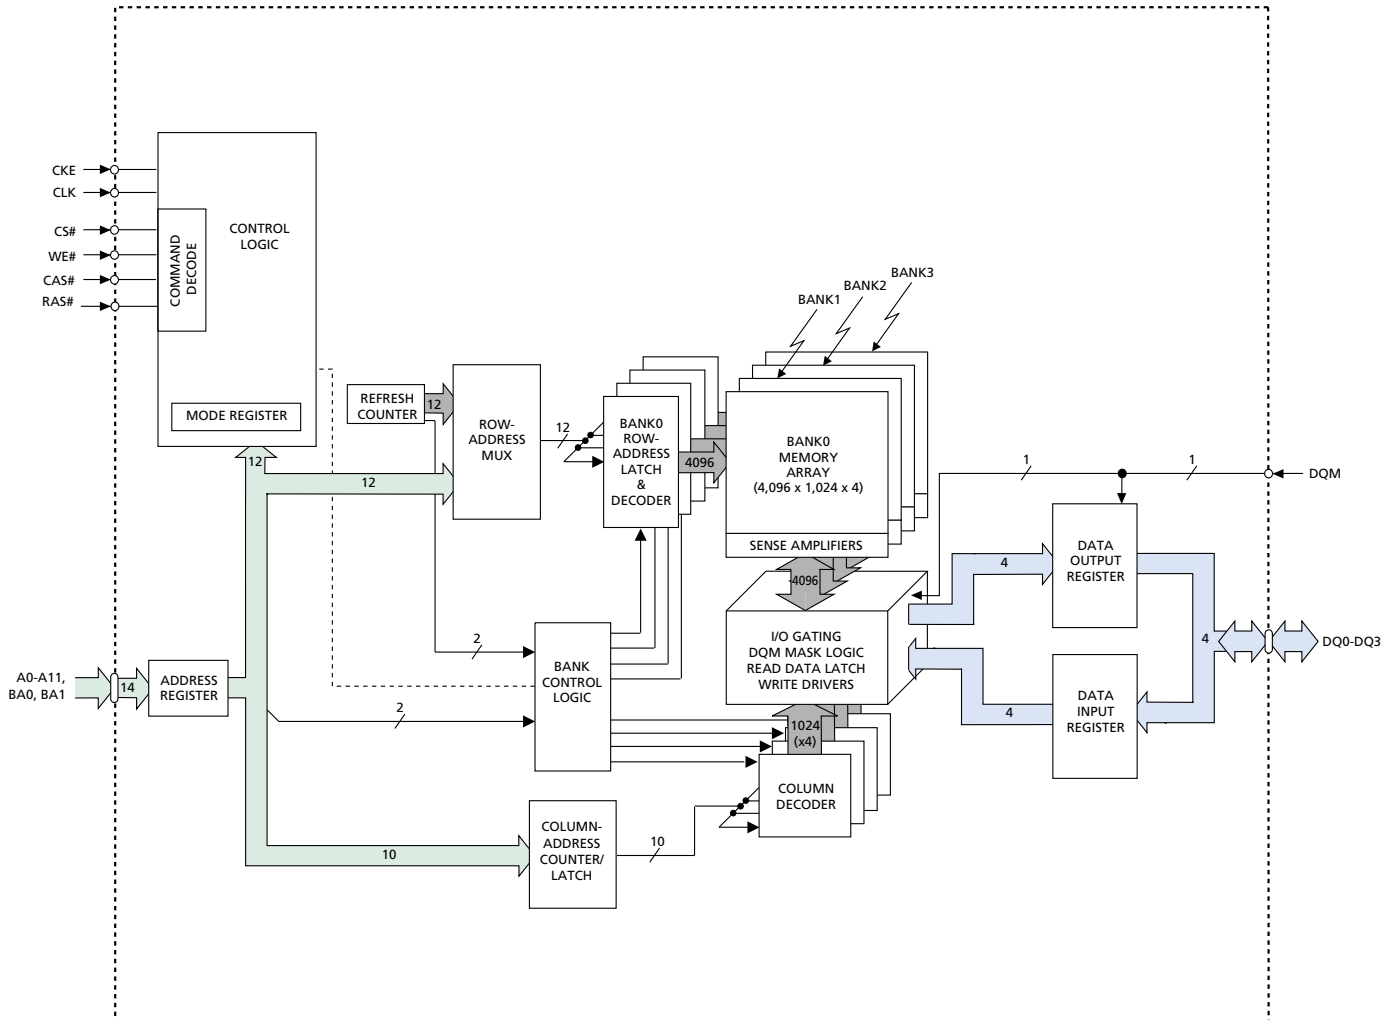 CKE
CLK
CS#
WE#
CAS#
RAS#
COMMAND
DECODE
CONTROL
LOGIC
MODE REGISTER
12
12
REFRESH
COUNTER
12
ROW-
ADDRESS
MUX
12
BANK0
ROW-
ADDRESS
LATCH
&
DECODER
4096
BANK1
BANK2
BANK3
BANK0
MEMORY
ARRAY
(4,096 x 1,024 x 4)
SENSE AMPLIFIERS
4096
I/O GATING
DQM MASK LOGIC
READ DATA LATCH
WRITE DRIVERS
1
1
DQM
4
DATA
OUTPUT
REGISTER
4
DQ0-DQ3
4
DATA
INPUT
REGISTER
A0-A11,
BA0, BA1
14
ADDRESS
REGISTER
2
2
BANK
CONTROL
LOGIC
1024
(x4)
COLUMN
DECODER
10
COLUMN-
ADDRESS
COUNTER/
LATCH
10